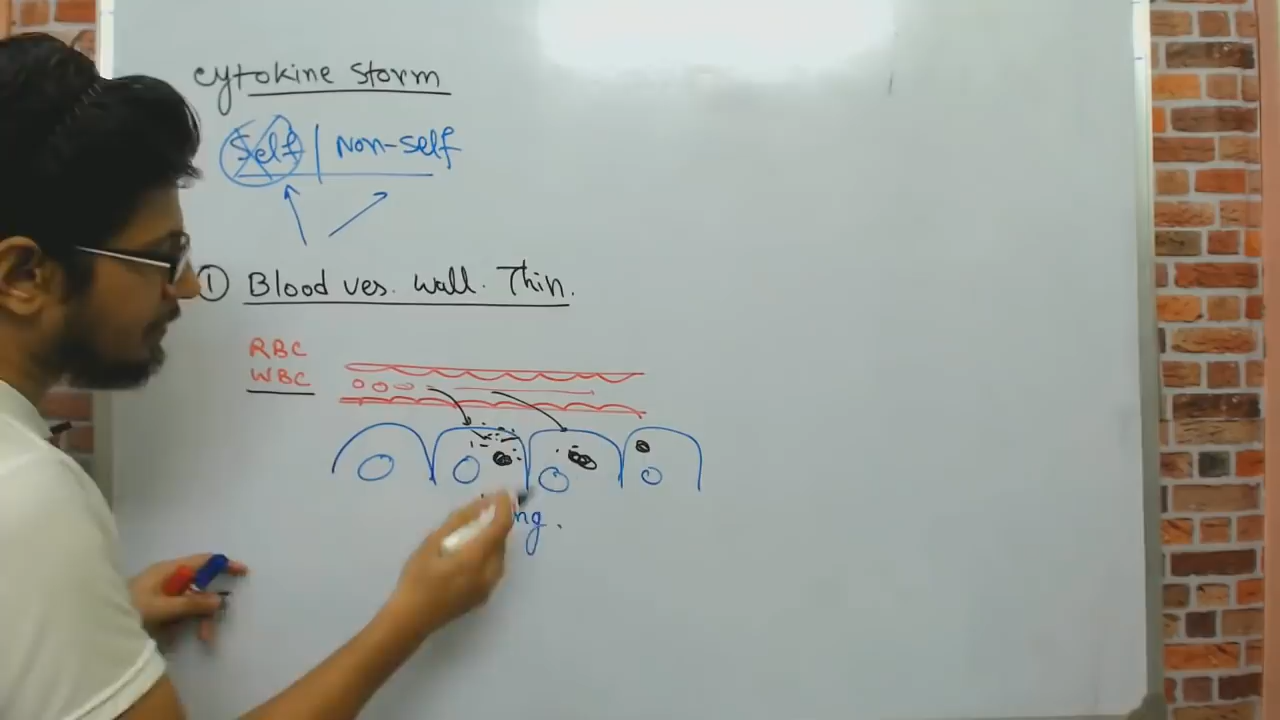 Cytokine Storm
Self | Non-self
① Blood ves. wall. Thin.
RBC
WBC